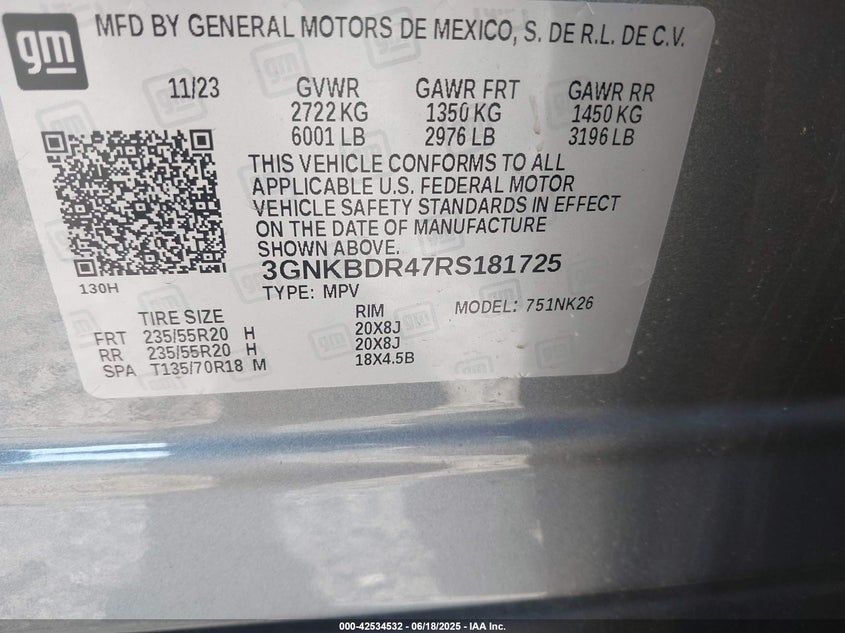 gm
MFD BY GENERAL MOTORS DE MEXICO, S. DE R.L. DE C.V.
11/23 GVWR GAWR FRT GAWR RR
2722 KG 1350 KG 1450 KG
6001 LB 2976 LB 3196 LB
THIS VEHICLE CONFORMS TO ALL
APPLICABLE U.S. FEDERAL MOTOR
VEHICLE SAFETY STANDARDS IN EFFECT
ON THE DATE OF MANUFACTURE
SHOWN ABOVE.
3GNKBDR47RS181725
130H
TYPE: MPV MODEL: 751NK26
TIRE SIZE RIM
FRT 235/55R20 H 20X8J
RR 235/55R20 H 20X8J
SPA T135/70R18 M 18X4.5B
000-42534532 - 06/18/2025 - IAA Inc.